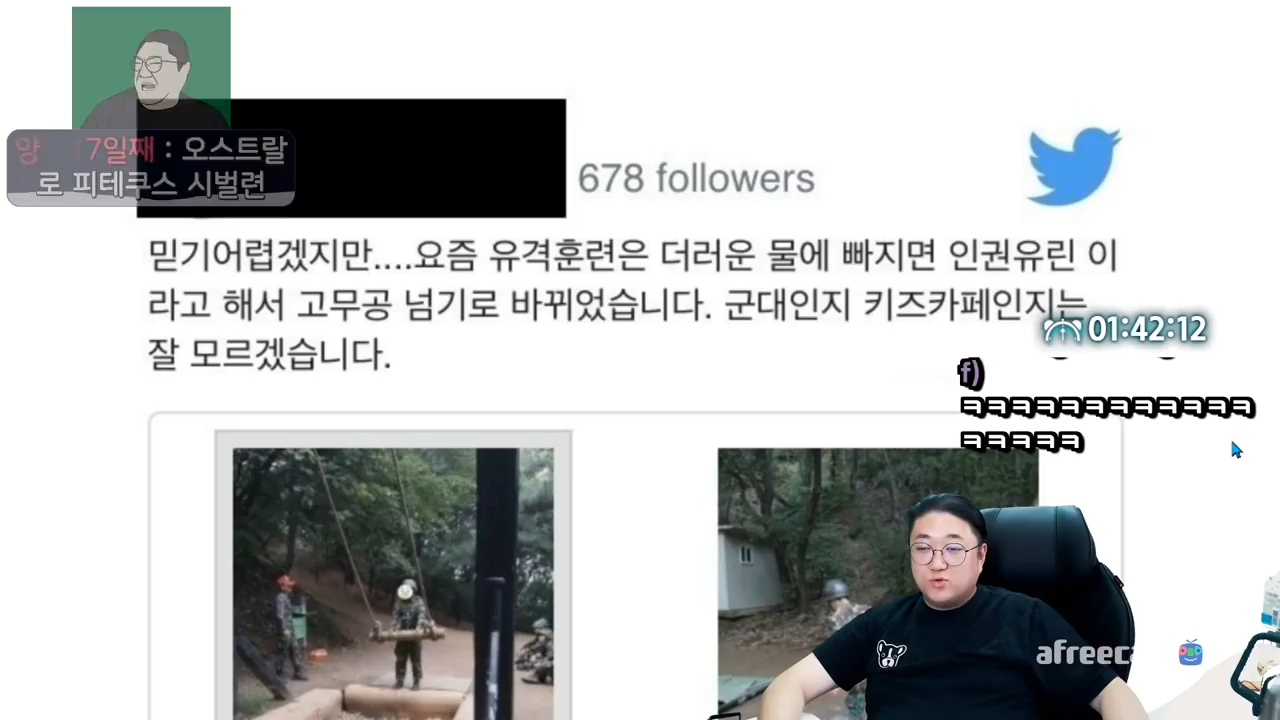 양 7일째 : 오스트랄
로 피테쿠스 시벌련
678 followers
믿기어렵겠지만....요즘 유격훈련은 더러운 물에 빠지면 인권유린 이
라고 해서 고무공 넘기로 바뀌었습니다. 군대인지 키즈카페인지는
잘 모르겠습니다.
01:42:12
f)
ㅋㅋㅋㅋㅋㅋㅋㅋㅋㅋㅋㅋ
ㅋㅋㅋㅋㅋ
afreeca